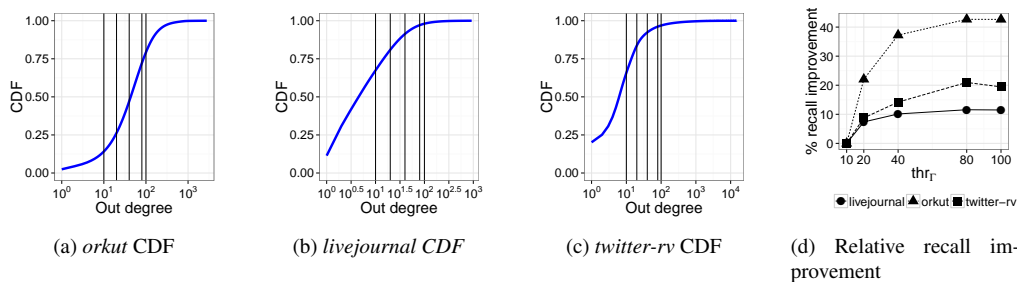 1.00
0.75
0.50
0.25
0.00
CDF
10^0 10^1 10^2 10^3
Out degree
(a) orkut CDF
1.00
0.75
0.50
0.25
0.00
CDF
10^0 10^0.5 10^1 10^1.5 10^2 10^2.5 10^3
Out degree
(b) livejournal CDF
1.00
0.75
0.50
0.25
0.00
CDF
10^0 10^1 10^2 10^3 10^4
Out degree
(c) twitter-rv CDF
% recall improvement
40
30
20
10
0
10 20 40 80 100
thr_Γ
livejournal orkut twitter-rv
(d) Relative recall im-
provement